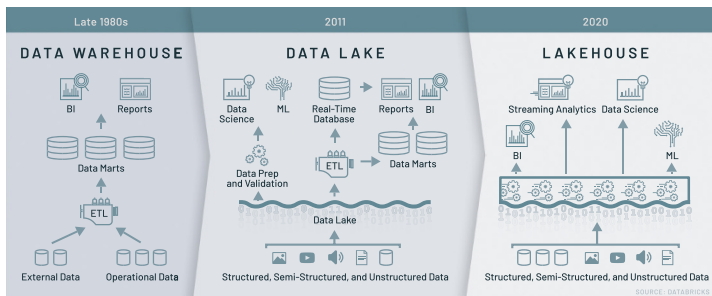 Late 1980s
DATA WAREHOUSE
BI
Reports
Data Marts
ETL
External Data
Operational Data
2011
DATA LAKE
Data
Science
ML
Real-Time
Database
Reports
BI
Data Prep
and Validation
ETL
Data Marts
Data Lake
Structured, Semi-Structured, and Unstructured Data
2020
LAKEHOUSE
Streaming Analytics
Data Science
BI
ML
Structured, Semi-Structured, and Unstructured Data
SOURCE: DATABRICKS